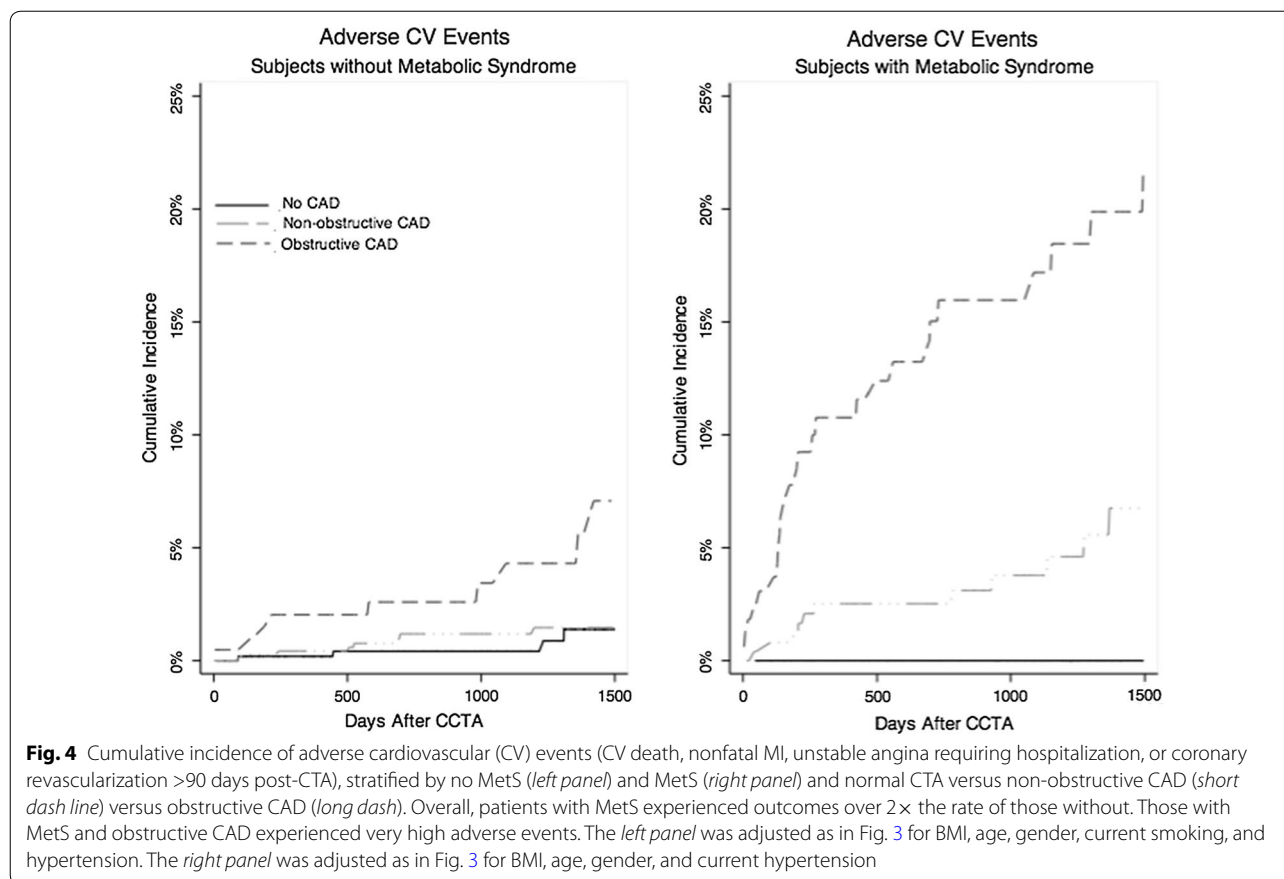 Adverse CV Events
Subjects without Metabolic Syndrome
25%
20%
15%
10%
5%
0%
Cumulative Incidence
No CAD
Non-obstructive CAD
Obstructive CAD
0
500
1000
1500
Days After CCTA
Adverse CV Events
Subjects with Metabolic Syndrome
25%
20%
15%
10%
5%
0%
Cumulative Incidence
0
500
1000
1500
Days After CCTA
Fig. 4 Cumulative incidence of adverse cardiovascular (CV) events (CV death, nonfatal MI, unstable angina requiring hospitalization, or coronary
revascularization >90 days post-CTA), stratified by no MetS (left panel) and MetS (right panel) and normal CTA versus non-obstructive CAD (short
dash line) versus obstructive CAD (long dash). Overall, patients with MetS experienced outcomes over 2× the rate of those without. Those with
MetS and obstructive CAD experienced very high adverse events. The left panel was adjusted as in Fig. 3 for BMI, age, gender, current smoking, and
hypertension. The right panel was adjusted as in Fig. 3 for BMI, age, gender, and current hypertension